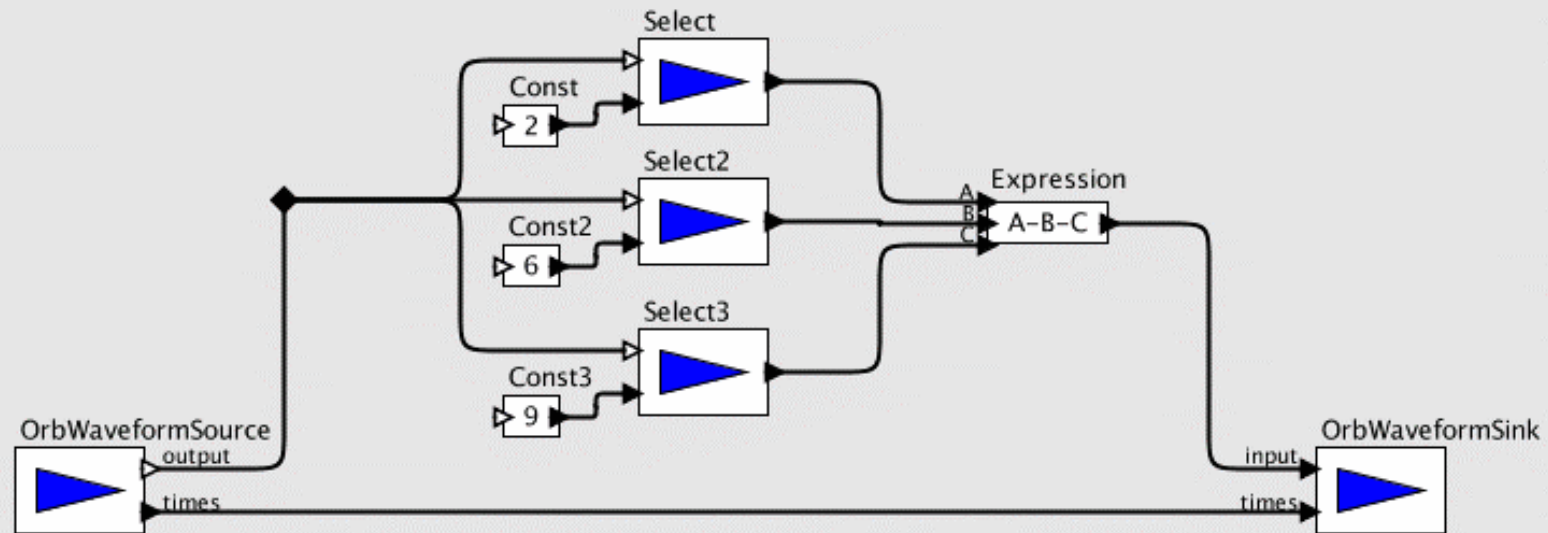 Select
Const
2
Select2
Const2
6
A
B
C
Expression
A-B-C
Select3
Const3
9
OrbWaveformSource
output
times
OrbWaveformSink
input
times